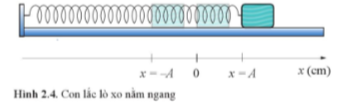 x = -A 0 x = A x (cm)
Hình 2.4. Con lắc lò xo nằm ngang